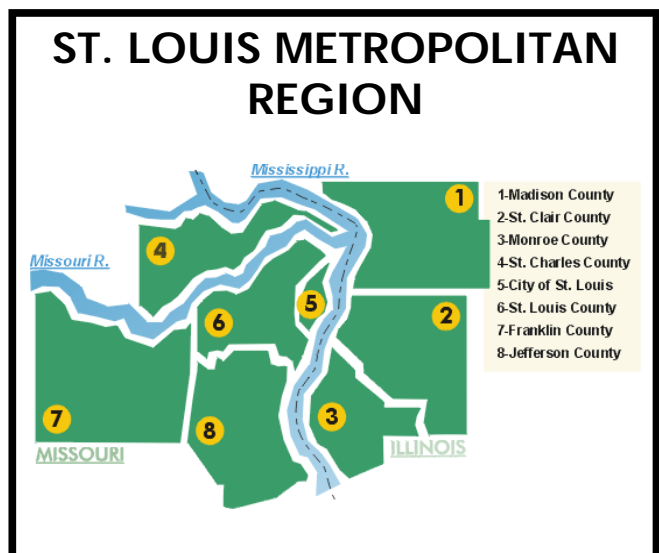 ST. LOUIS METROPOLITAN
REGION
Mississippi R.
1
1-Madison County
2-St. Clair County
3-Monroe County
4-St. Charles County
5-City of St. Louis
6-St. Louis County
7-Franklin County
8-Jefferson County
4
Missouri R.
5
2
6
7
3
8
MISSOURI
ILLINOIS